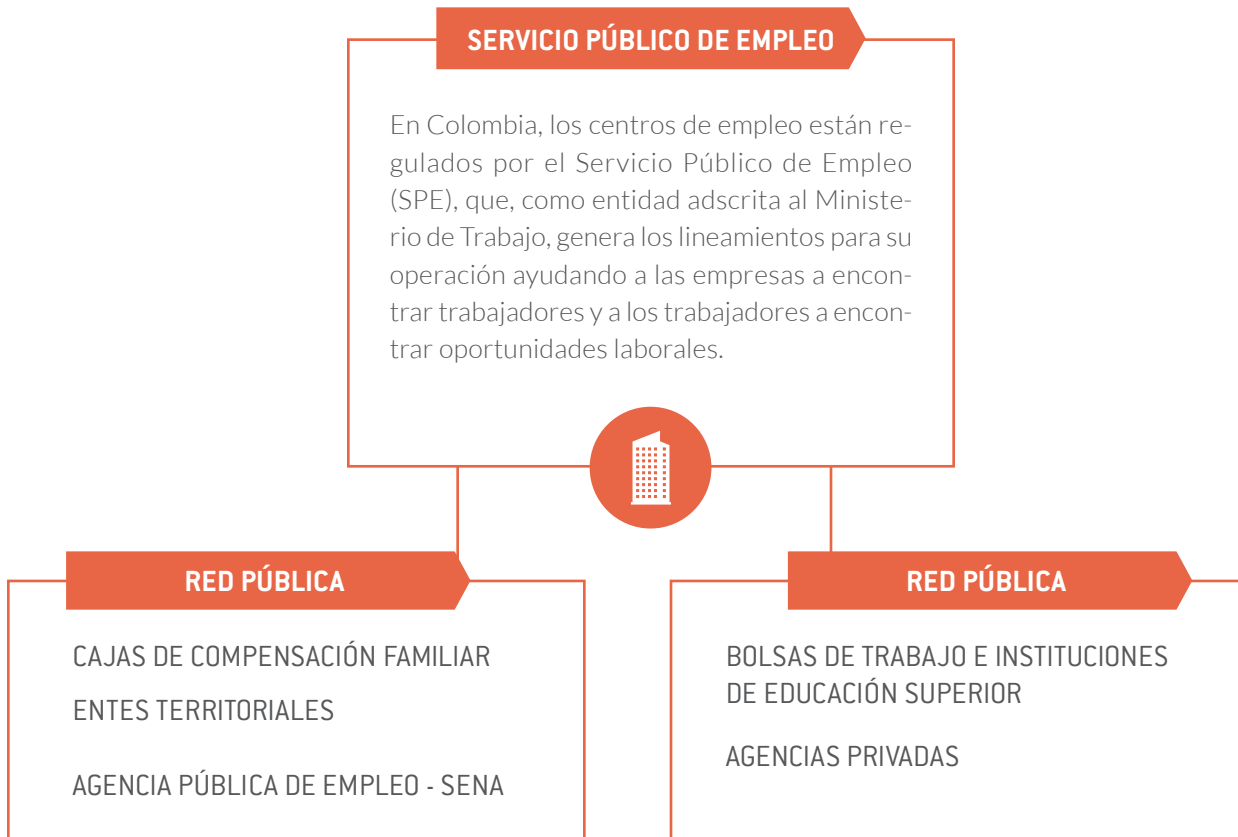 SERVICIO PÚBLICO DE EMPLEO
En Colombia, los centros de empleo están re-
gulados por el Servicio Público de Empleo
(SPE), que, como entidad adscrita al Ministe-
rio de Trabajo, genera los lineamientos para su
operación ayudando a las empresas a encon-
trar trabajadores y a los trabajadores a encon-
trar oportunidades laborales.
RED PÚBLICA
CAJAS DE COMPENSACIÓN FAMILIAR
ENTES TERRITORIALES
AGENCIA PÚBLICA DE EMPLEO - SENA
RED PÚBLICA
BOLSAS DE TRABAJO E INSTITUCIONES
DE EDUCACIÓN SUPERIOR
AGENCIAS PRIVADAS